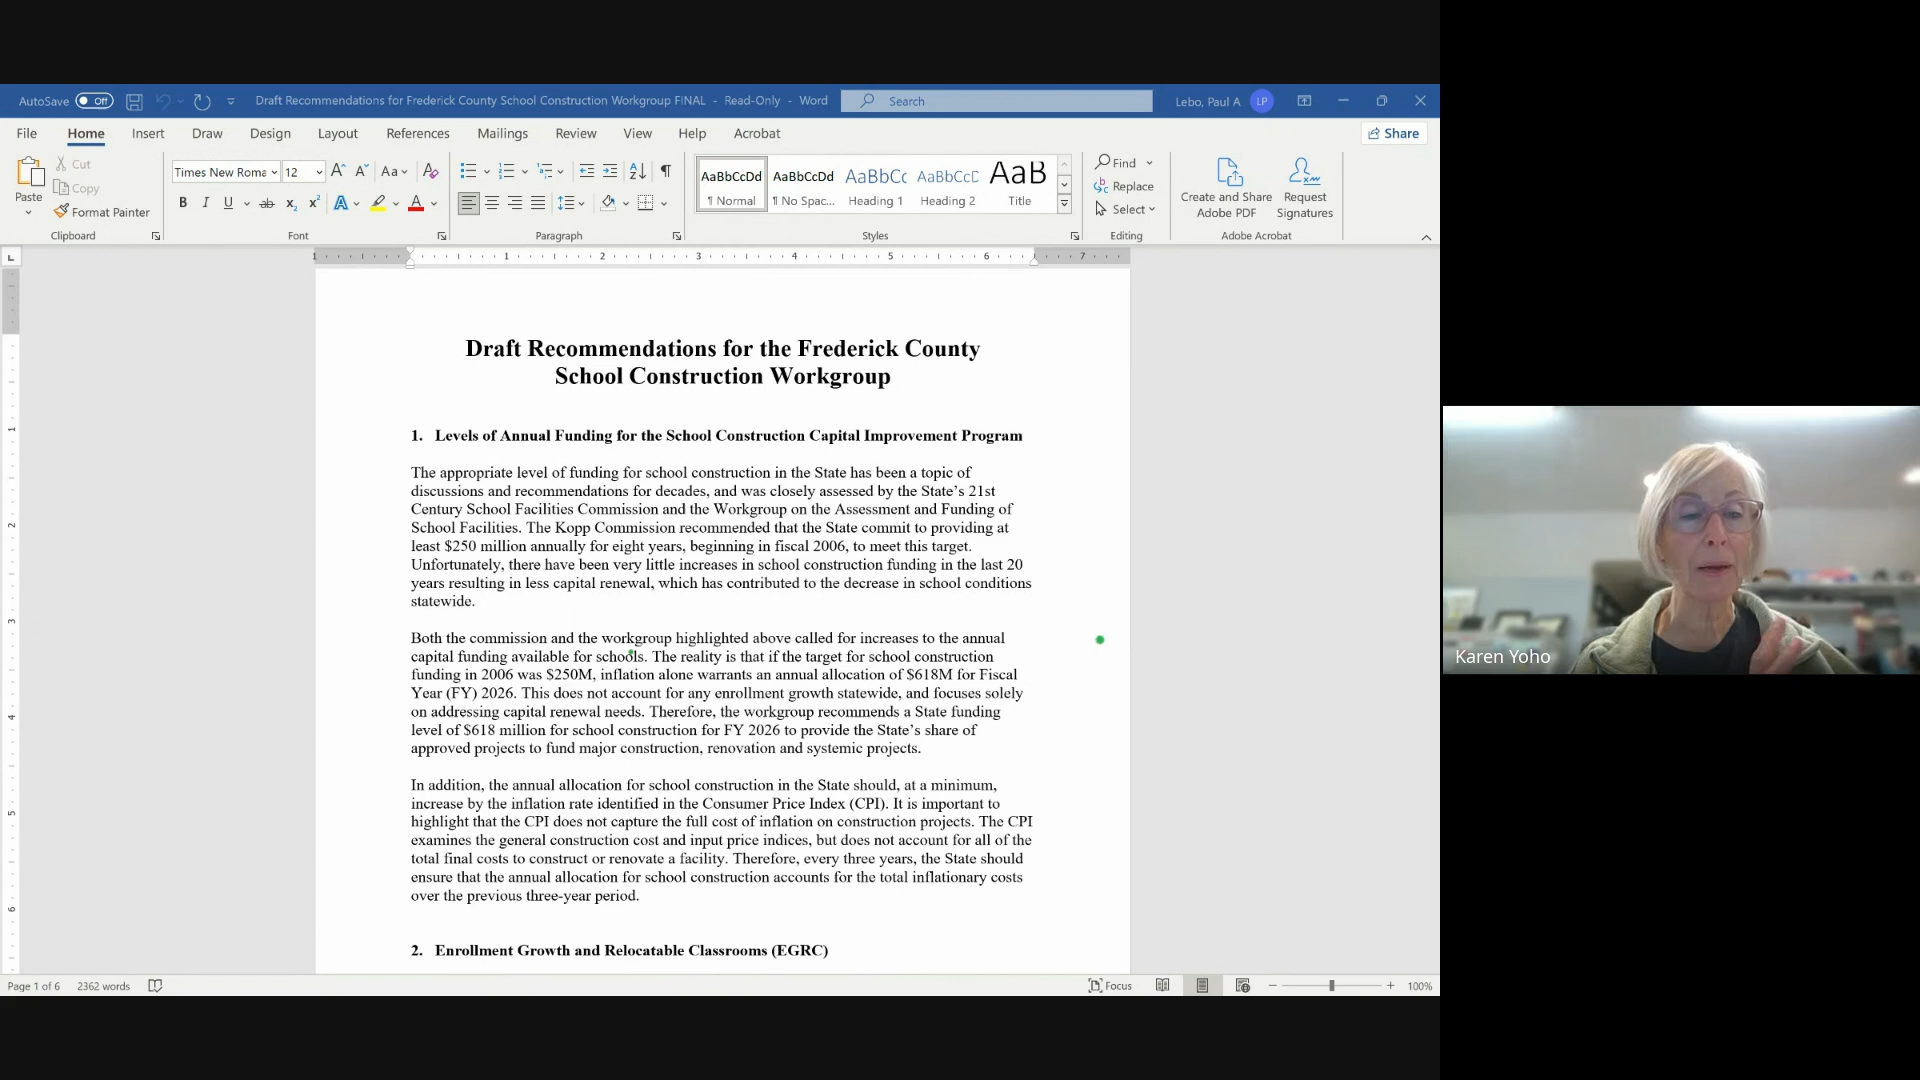 AutoSave Off Draft Recommendations for Frederick County School Construction Workgroup FINAL - Read-Only - Word Search Lebo, Paul A LP
File Home Insert Draw Design Layout References Mailings Review View Help Acrobat Share
Paste
Cut
Copy
Format Painter
Clipboard
Times New Roma 12
Font
Paragraph
AaBbCcDd AaBbCcDd AaBbCc AaBbCcD AaB
¶ Normal ¶ No Spac... Heading 1 Heading 2 Title
Styles
Find
Replace
Select
Editing
Create and Share Adobe PDF
Request Signatures
Adobe Acrobat
1 1 2 3 4 5 6 7
Draft Recommendations for the Frederick County
School Construction Workgroup
1. Levels of Annual Funding for the School Construction Capital Improvement Program
The appropriate level of funding for school construction in the State has been a topic of
discussions and recommendations for decades, and was closely assessed by the State’s 21st
Century School Facilities Commission and the Workgroup on the Assessment and Funding of
School Facilities. The Kopp Commission recommended that the State commit to providing at
least $250 million annually for eight years, beginning in fiscal 2006, to meet this target.
Unfortunately, there have been very little increases in school construction funding in the last 20
years resulting in less capital renewal, which has contributed to the decrease in school conditions
statewide.
Both the commission and the workgroup highlighted above called for increases to the annual
capital funding available for schools. The reality is that if the target for school construction
funding in 2006 was $250M, inflation alone warrants an annual allocation of $618M for Fiscal
Year (FY) 2026. This does not account for any enrollment growth statewide, and focuses solely
on addressing capital renewal needs. Therefore, the workgroup recommends a State funding
level of $618 million for school construction for FY 2026 to provide the State’s share of
approved projects to fund major construction, renovation and systemic projects.
In addition, the annual allocation for school construction in the State should, at a minimum,
increase by the inflation rate identified in the Consumer Price Index (CPI). It is important to
highlight that the CPI does not capture the full cost of inflation on construction projects. The CPI
examines the general construction cost and input price indices, but does not account for all of the
total final costs to construct or renovate a facility. Therefore, every three years, the State should
ensure that the annual allocation for school construction accounts for the total inflationary costs
over the previous three-year period.
2. Enrollment Growth and Relocatable Classrooms (EGRC)
1
2
3
4
5
6
Page 1 of 6 2362 words Focus 100%
Karen Yoho